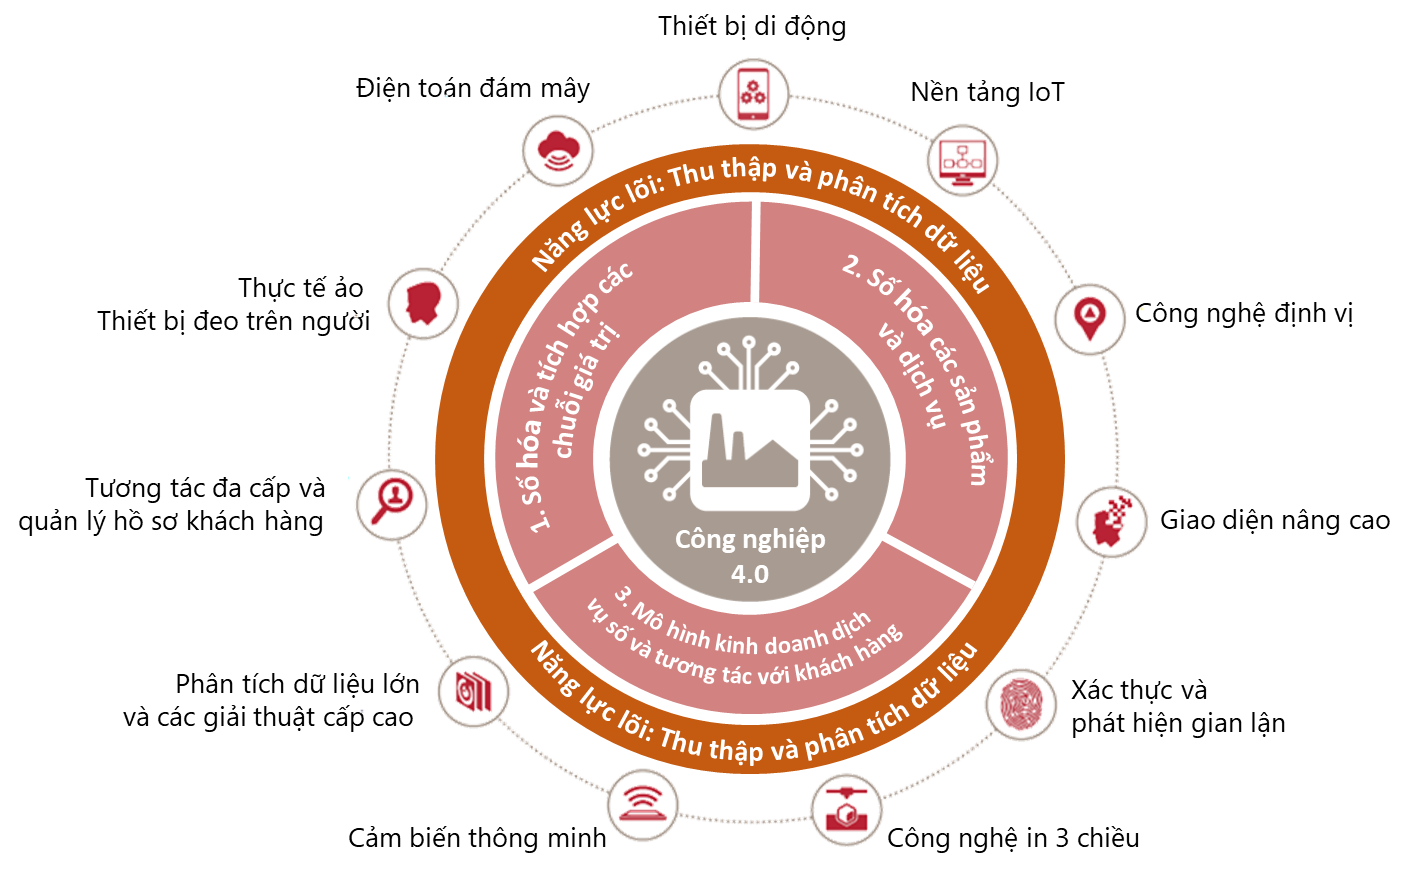 Thiết bị di động
Điện toán đám mây
Nền tảng IoT
Năng lực lõi: Thu thập và phân tích dữ liệu
Thực tế ảo
Thiết bị đeo trên người
Công nghệ định vị
1. Số hóa và tích hợp các
chuỗi giá trị
2. Số hóa các sản phẩm
và dịch vụ
Tương tác đa cấp và
quản lý hồ sơ khách hàng
Giao diện nâng cao
Công nghiệp
4.0
3. Mô hình kinh doanh dịch
vụ số và tương tác với khách hàng
Năng lực lõi: Thu thập và phân tích dữ liệu
Phân tích dữ liệu lớn
và các giải thuật cấp cao
Xác thực và
phát hiện gian lận
Cảm biến thông minh
Công nghệ in 3 chiều